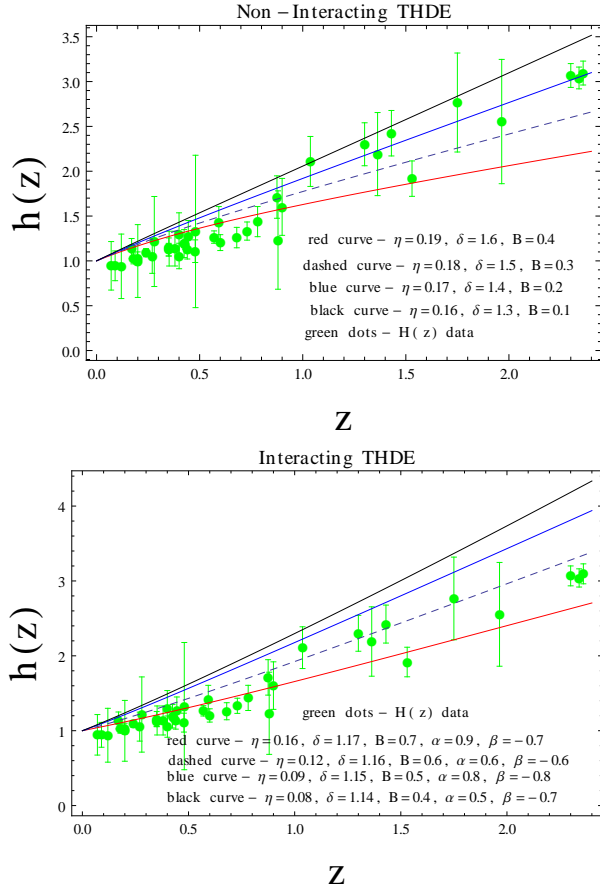 Non-Interacting THDE
3.5
3.0
2.5
2.0
1.5
1.0
0.5
0.0
h(z)
red curve- η=0.19, δ=1.6, B=0.4
dashed curve- η=0.18, δ=1.5, B=0.3
blue curve- η=0.17, δ=1.4, B=0.2
black curve- η=0.16, δ=1.3, B=0.1
green dots- H(z) data
0.0 0.5 1.0 1.5 2.0
z
Interacting THDE
4
3
2
1
0
h(z)
green dots- H(z) data
red curve- η=0.16, δ=1.17, B=0.7, α=0.9, β=-0.7
dashed curve- η=0.12, δ=1.16, B=0.6, α=0.6, β=-0.6
blue curve- η=0.09, δ=1.15, B=0.5, α=0.8, β=-0.8
black curve- η=0.08, δ=1.14, B=0.4, α=0.5, β=-0.7
0.0 0.5 1.0 1.5 2.0
z